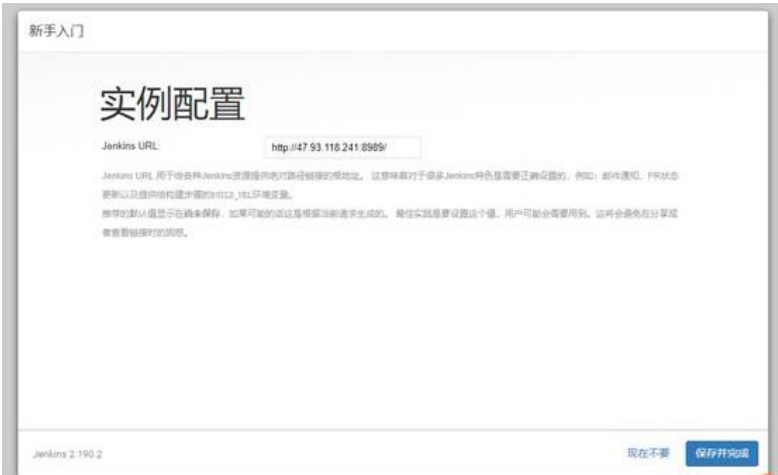 新手入门
实例配置
Jenkins URL: http://47.93.118.241:8989/
Jenkins URL 用于给各种Jenkins资源提供绝对路径链接的根地址。 这意味着对于很多Jenkins特色是需要正确设置的，例如：邮件通知、PR状态
更新以及提供给构建步骤的BUILD_URL环境变量。
推荐的默认值显示在尚未保存，如果可能的话这是根据当前请求生成的。 最佳实践是要设置这个值，用户可能会需要用到。这将会避免在分享或
者查看链接时的困惑。
Jenkins 2.190.2
现在不要
保存并完成